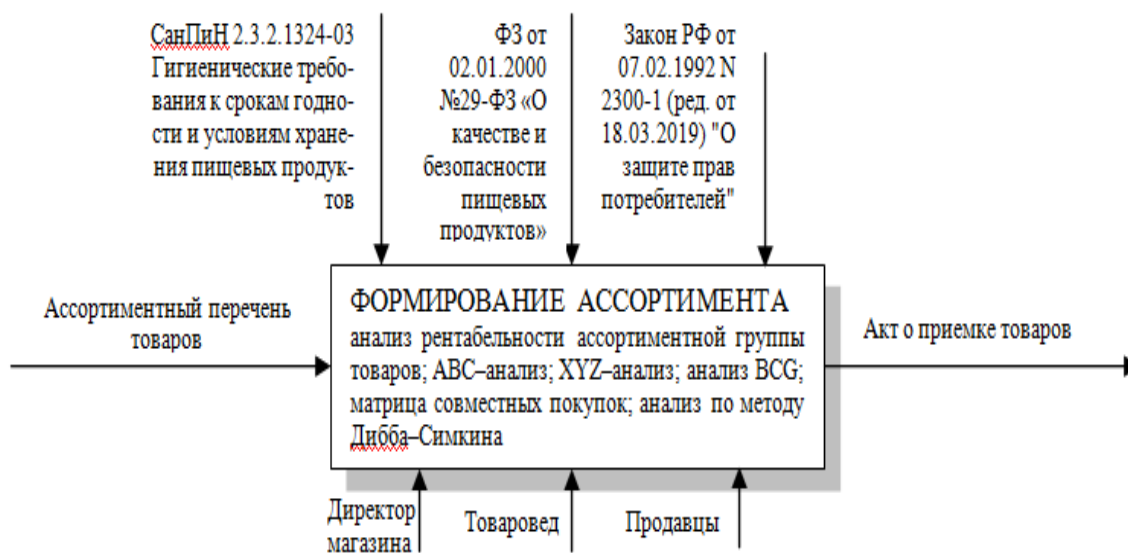 СанПиН 2.3.2.1324-03
Гигиенические требо-
вания к срокам годно-
сти и условиям хране-
ния пищевых продук-
тов
ФЗ от
02.01.2000
№29-ФЗ «О
качестве и
безопасности
пищевых
продуктов»
Закон РФ от
07.02.1992 N
2300-1 (ред. от
18.03.2019) "О
защите прав
потребителей"
Ассортиментный перечень
товаров
ФОРМИРОВАНИЕ АССОРТИМЕНТА
анализ рентабельности ассортиментной группы
товаров; ABC–анализ; XYZ–анализ; анализ BCG;
матрица совместных покупок; анализ по методу
Дибба–Симкина
Акт о приемке товаров
Директор
магазина
Товаровед
Продавцы